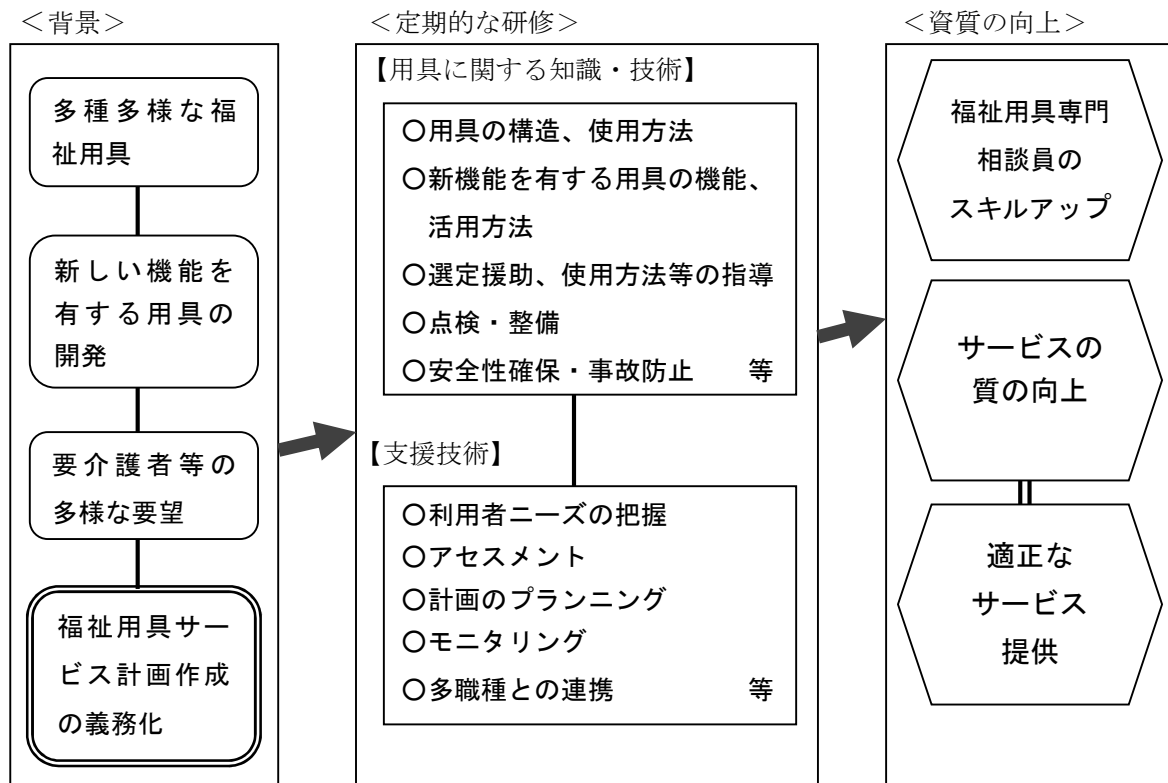 ＜背景＞
多種多様な福
祉用具
新しい機能を
有する用具の
開発
要介護者等の
多様な要望
福祉用具サー
ビス計画作成
の義務化
＜定期的な研修＞
【用具に関する知識・技術】
○用具の構造、使用方法
○新機能を有する用具の機能、
活用方法
○選定援助、使用方法等の指導
○点検・整備
○安全性確保・事故防止　　等
【支援技術】
○利用者ニーズの把握
○アセスメント
○計画のプランニング
○モニタリング
○多職種との連携　　　　　等
＜資質の向上＞
福祉用具専門
相談員の
スキルアップ
サービスの
質の向上
適正な
サービス
提供